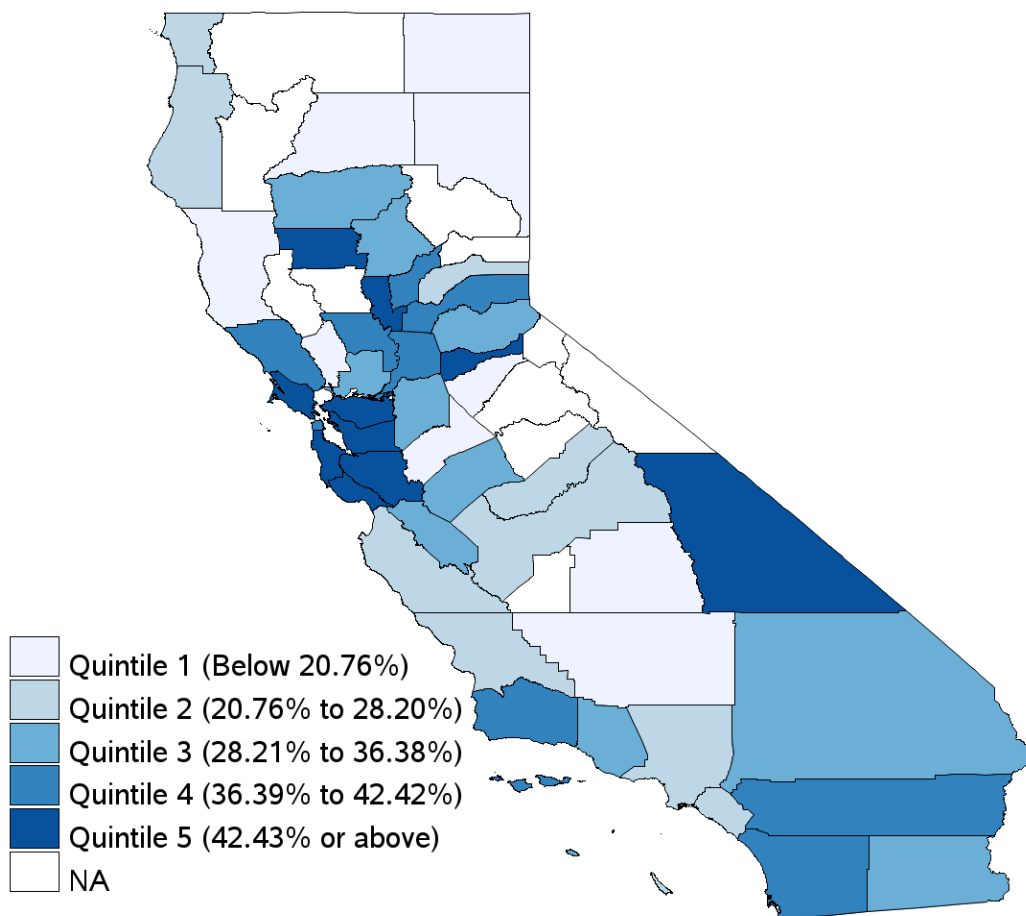 Quintile 1 (Below 20.76%)
Quintile 2 (20.76% to 28.20%)
Quintile 3 (28.21% to 36.38%)
Quintile 4 (36.39% to 42.42%)
Quintile 5 (42.43% or above)
NA